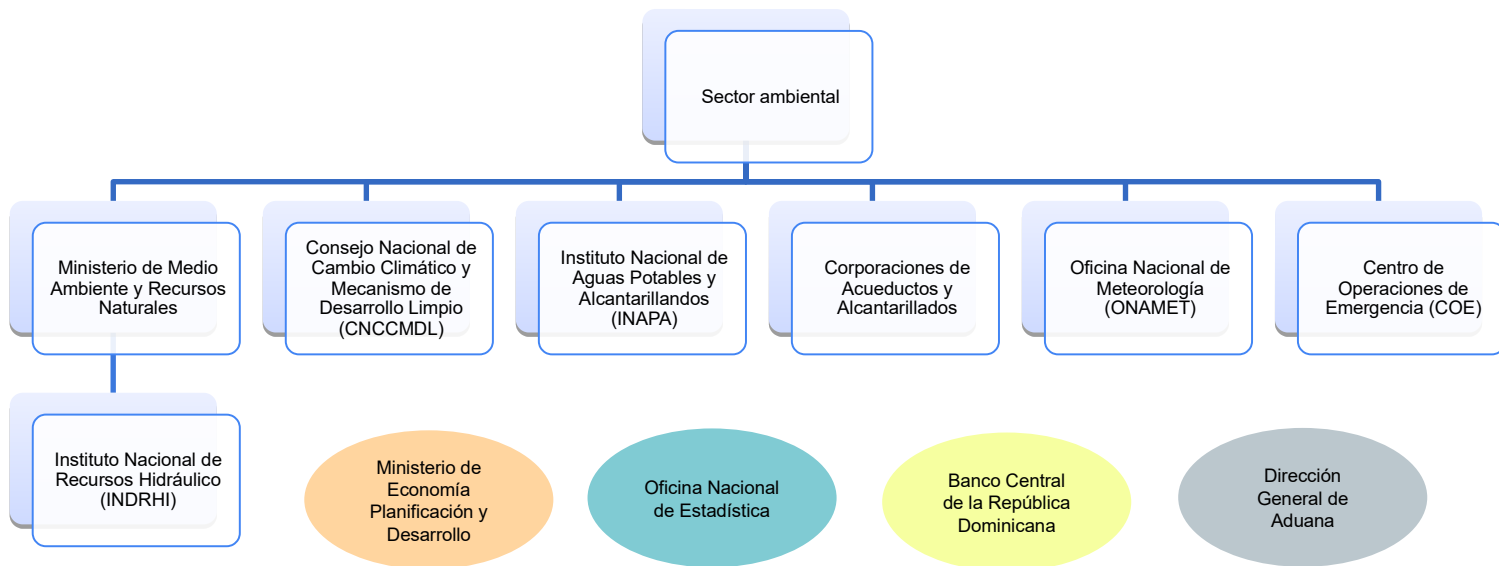 Sector ambiental
Ministerio de Medio
Ambiente y Recursos
Naturales
Consejo Nacional de
Cambio Climático y
Mecanismo de
Desarrollo Limpio
(CNCCMDL)
Instituto Nacional de
Aguas Potables y
Alcantarillandos
(INAPA)
Corporaciones de
Acueductos y
Alcantarillados
Oficina Nacional de
Meteorología
(ONAMET)
Centro de
Operaciones de
Emergencia (COE)
Instituto Nacional de
Recursos Hidráulico
(INDRHI)
Ministerio de
Economía
Planificación y
Desarrollo
Oficina Nacional
de Estadística
Banco Central
de la República
Dominicana
Dirección
General de
Aduana